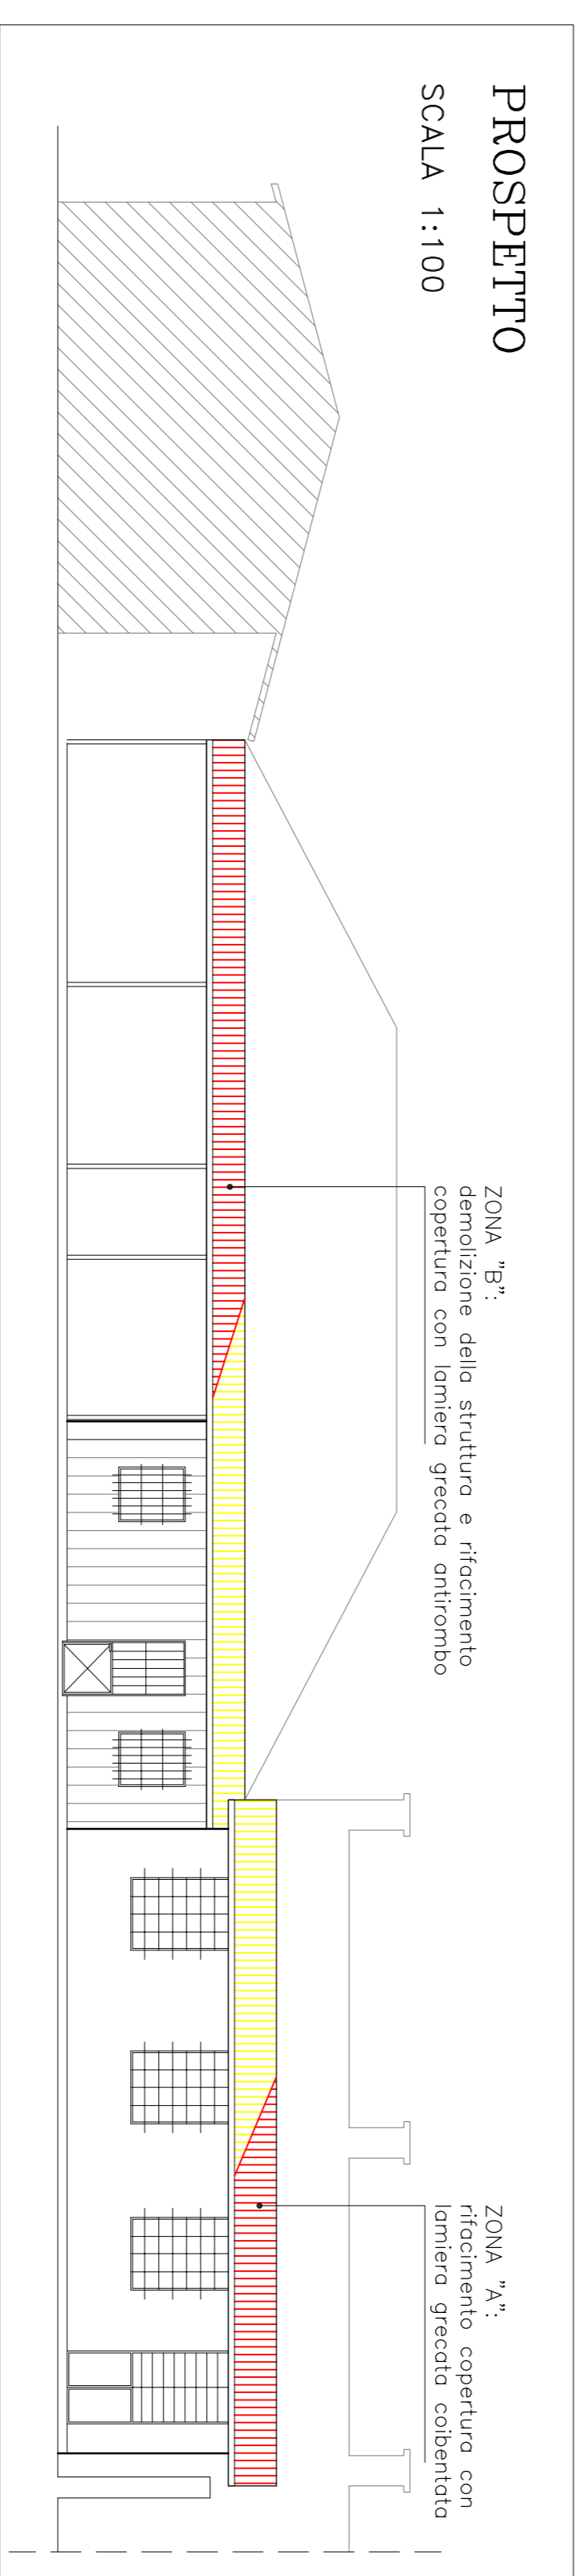 PROSPETTO
SCALA 1:100
ZONA "B":
demolizione della struttura e rifacimento
copertura con lamiera grecata antirombo
ZONA "A":
rifacimento copertura con
lamiera grecata coibentata